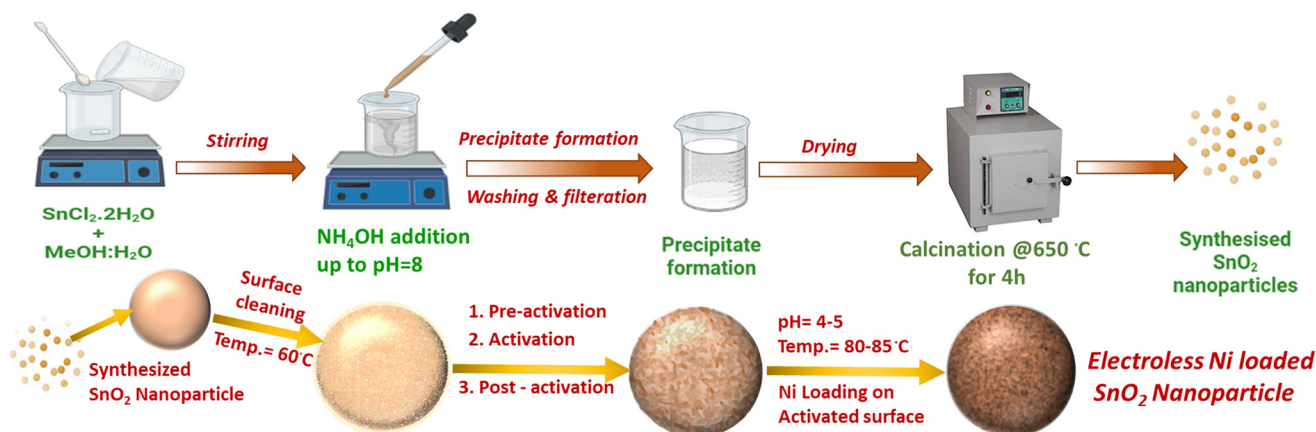 Stirring
Precipitate formation
Washing & filteration
Drying
SnCl₂.2H₂O
+
MeOH:H₂O
NH₄OH addition
up to pH=8
Precipitate
formation
Calcination @650 °C
for 4h
Synthesised
SnO₂
nanoparticles
Synthesized
SnO₂ Nanoparticle
Surface
cleaning
Temp.= 60°C
1. Pre-activation
2. Activation
3. Post - activation
pH= 4-5
Temp.= 80-85°C
Ni Loading on
Activated surface
Electroless Ni loaded
SnO₂ Nanoparticle